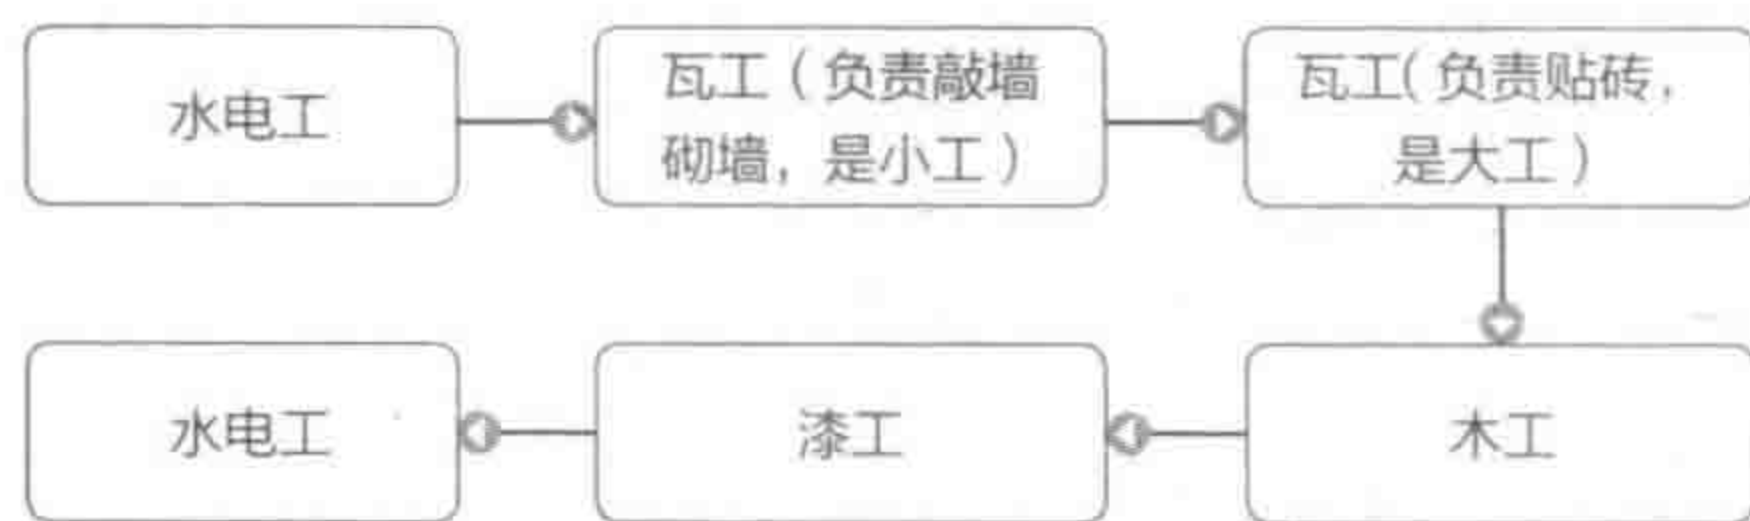 水电工
瓦工（负责敲墙
砌墙，是小工）
瓦工（负责贴砖，
是大工）
木工
漆工
水电工